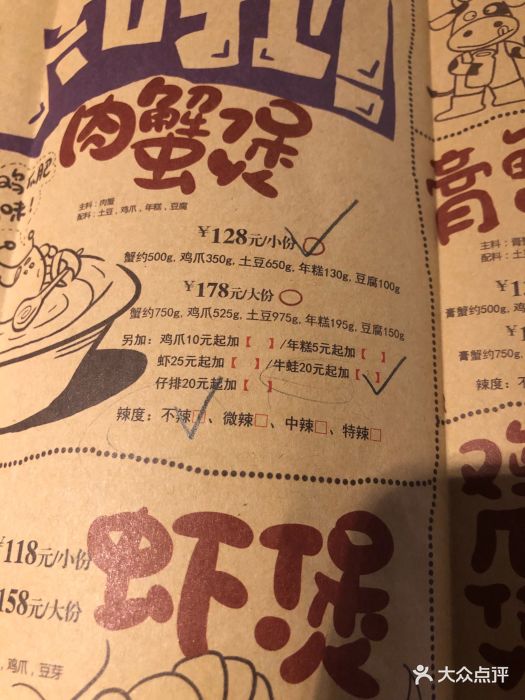 鸡爪肥
味!
肉蟹煲
主料：肉蟹
配料：土豆，鸡爪，年糕，豆腐
￥128元/小份
蟹约500g，鸡爪350g，土豆650g，年糕130g，豆腐100g
￥178元/大份
蟹约750g，鸡爪525g，土豆975g，年糕195g，豆腐150g
另加：鸡爪10元起加【 】/年糕5元起加【 】
虾25元起加【 】/牛蛙20元起加【 】
仔排20元起加【 】
辣度：不辣□、微辣□、中辣□、特辣□
虾煲
￥118元/小份
158元/大份
，鸡爪，豆芽
膏
主料：膏
配料：土
膏蟹约500g，
膏蟹约750g，
辣度：
鸡
大众点评